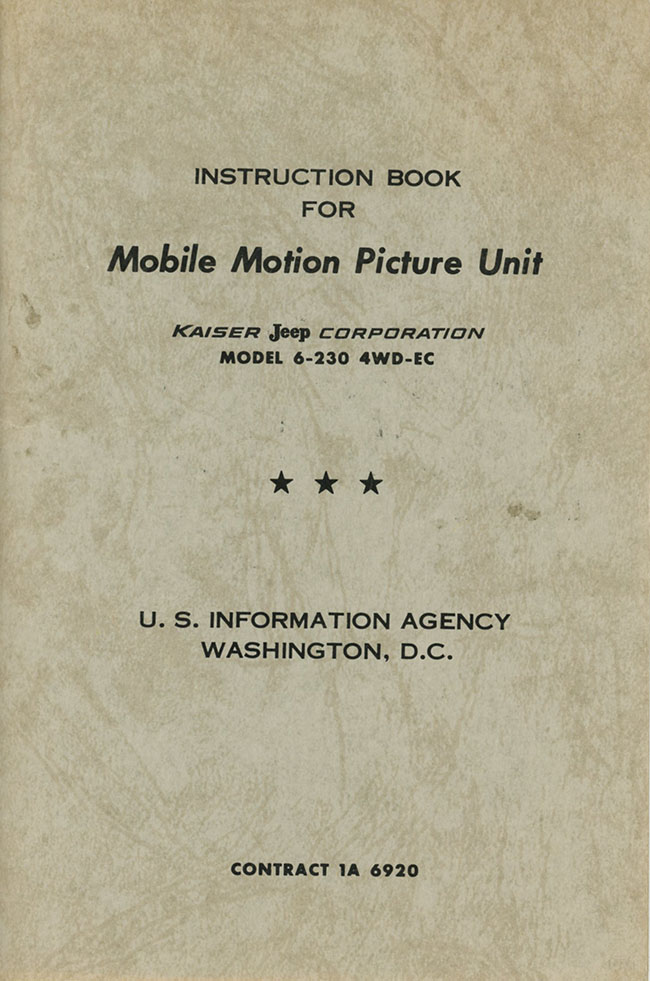 INSTRUCTION BOOK
FOR
Mobile Motion Picture Unit
KAISER Jeep CORPORATION
MODEL 6-230 4WD-EC
★ ★ ★
U. S. INFORMATION AGENCY
WASHINGTON, D.C.
CONTRACT 1A 6920